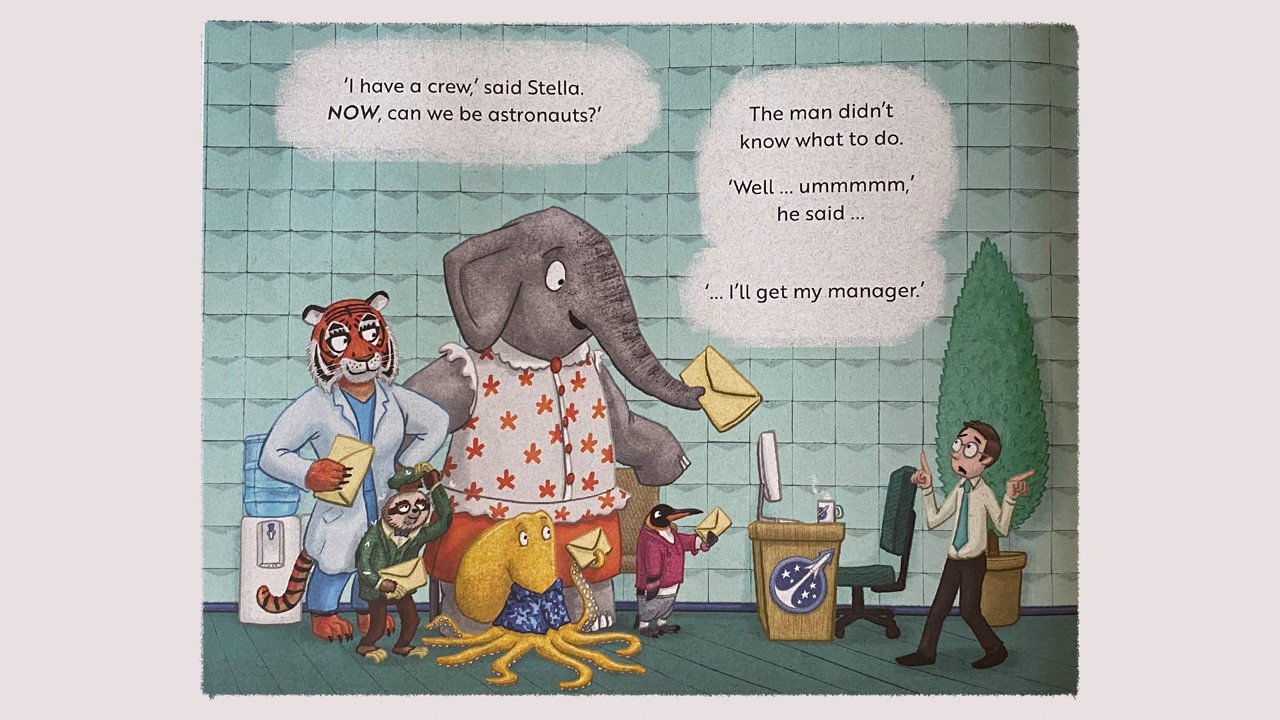 ‘I have a crew,’ said Stella.
NOW, can we be astronauts?’
The man didn’t
know what to do.
‘Well ... ummmmm,’
he said ...
‘... I’ll get my manager.’